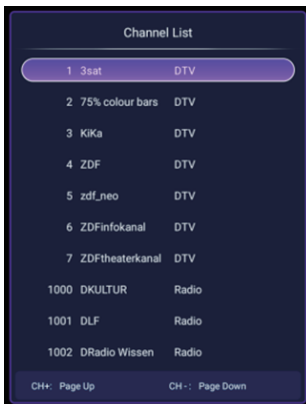 Channel List
1 3sat DTV
2 75% colour bars DTV
3 KiKa DTV
4 ZDF DTV
5 zdf_neo DTV
6 ZDFinfokanal DTV
7 ZDFtheaterkanal DTV
1000 DKULTUR Radio
1001 DLF Radio
1002 DRadio Wissen Radio
CH+: Page Up CH -: Page Down